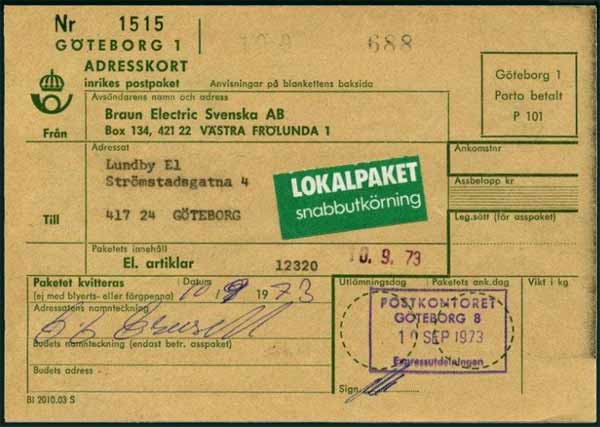 Nr 1515
GÖTEBORG 1
688
ADRESSKORT
inrikes postpaket
Anvisningar på blankettens baksida
Göteborg 1
Porto betalt
P 101
Avsändarens namn och adress
Braun Electric Svenska AB
Box 134, 421 22 VÄSTRA FRÖLUNDA 1
Från
Adressat
Lundby El
Strömstadsgatna 4
417 24 GÖTEBORG
Till
LOKALPAKET
snabbutkörning
Ankomstnr
Assbelopp kr
Leg.sött (för asspaket)
Pakets innehåll
El. artiklar
12320
10. 9. 73
Paketet kvitteras
(ej med blyerts- eller färgpenna)
Datum
10/9 1973
Utlämningsdag
Paketets ank.dag
Vikt i kg
Adressatens namnteckning
POSTKONTORET
GÖTEBORG 8
10 SEP 1973
Expressutdelningen
Budets namnteckning (endast betr. asspaket)
Budets adress
Sign.
BI 2010.03 S